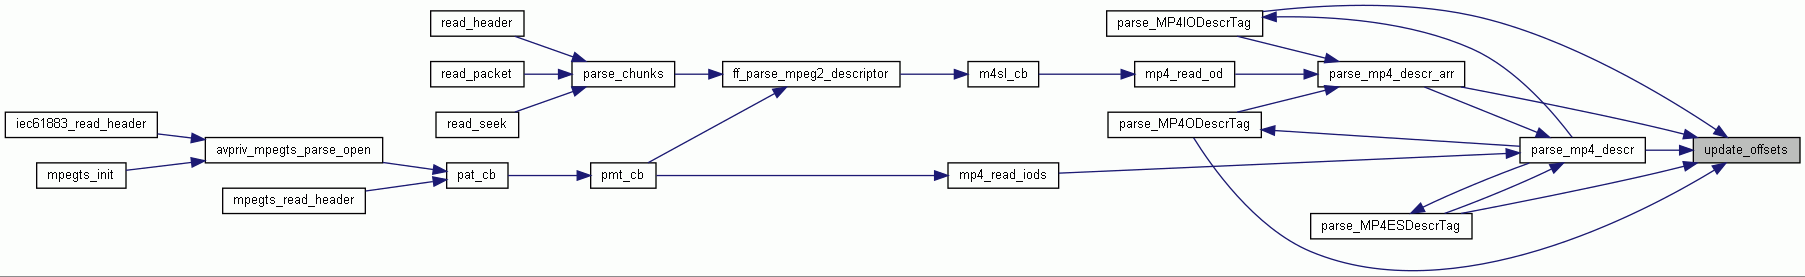 read_header
parse_MP4IODescrTag
read_packet
parse_chunks
ff_parse_mpeg2_descriptor
m4sl_cb
mp4_read_od
parse_mp4_descr_arr
iec61883_read_header
read_seek
parse_MP4ODescrTag
avpriv_mpegts_parse_open
parse_mp4_descr
update_offsets
mpegts_init
pat_cb
pmt_cb
mp4_read_iods
mpegts_read_header
parse_MP4ESDescrTag